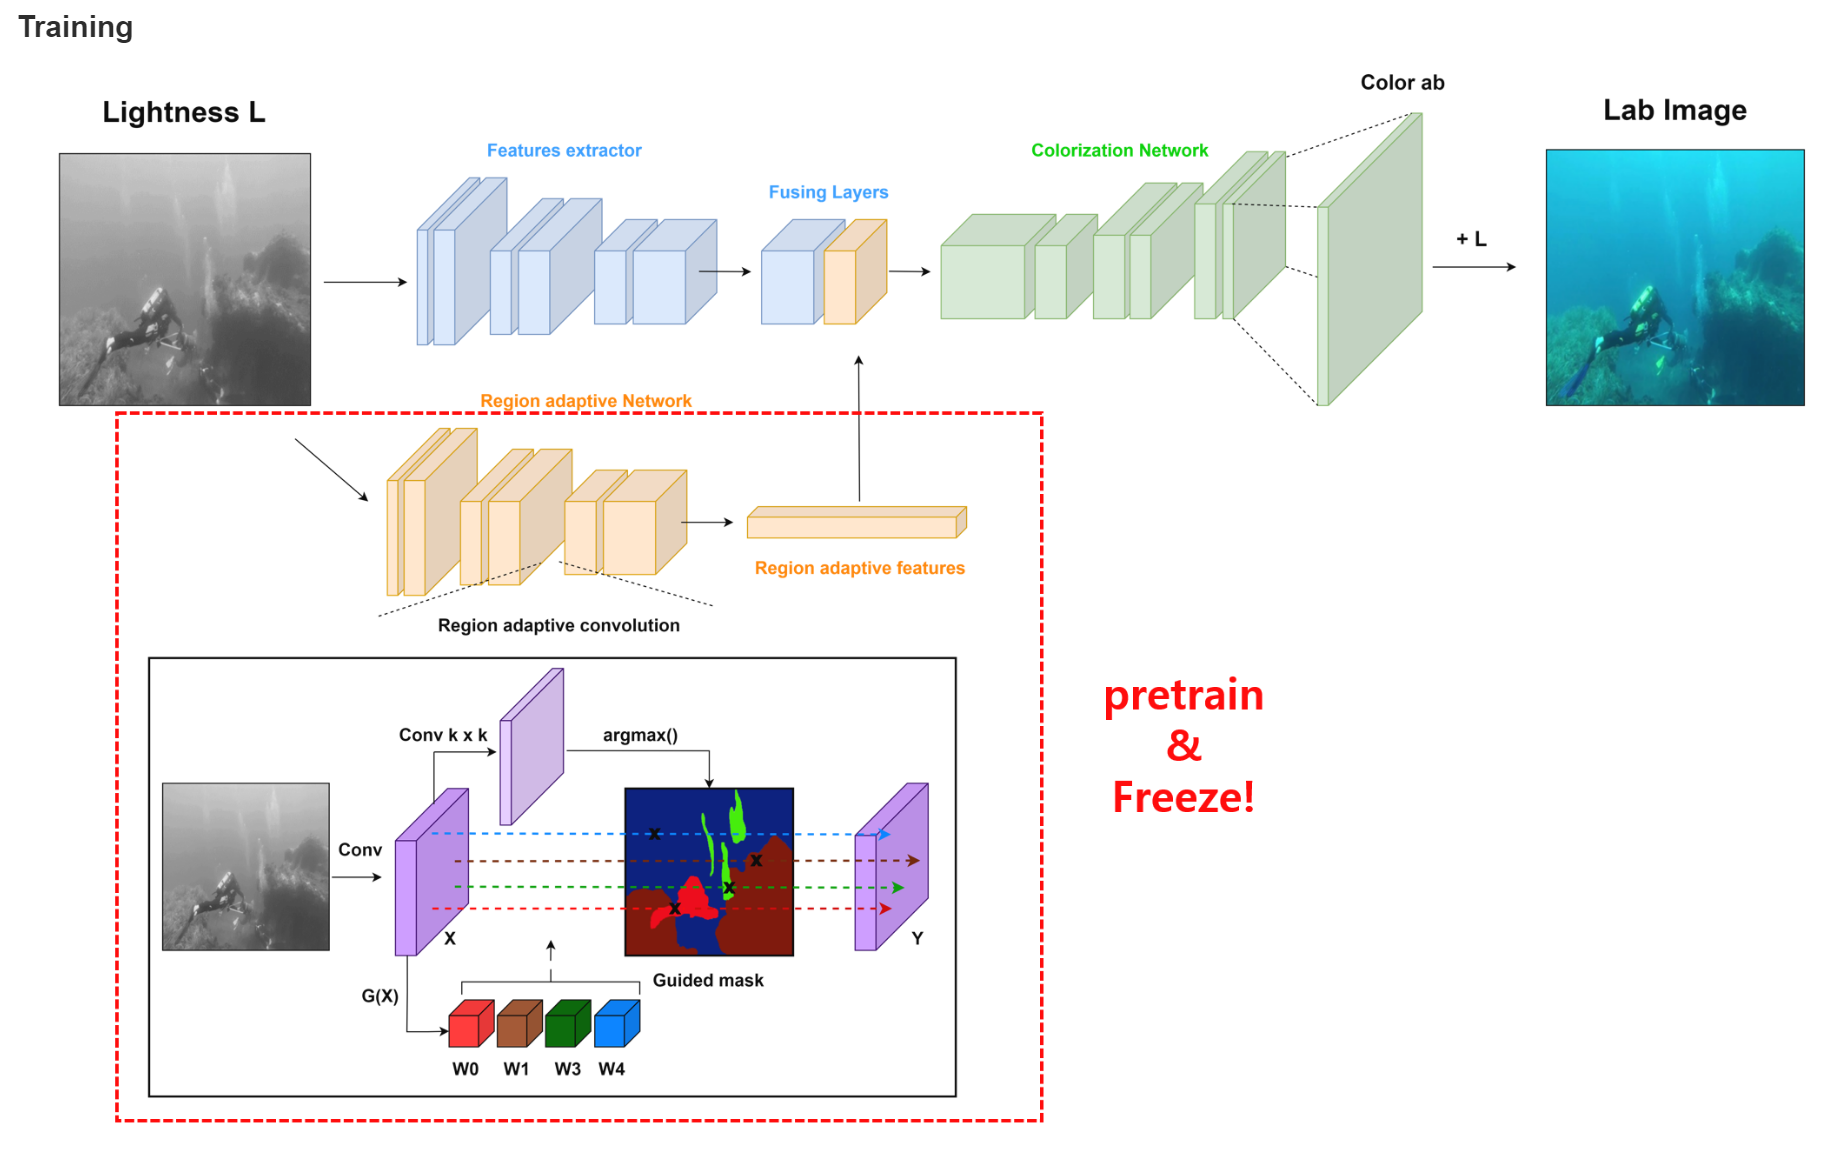 Training
Lightness L
Features extractor
Fusing Layers
Colorization Network
Color ab
+ L
Lab Image
Region adaptive Network
Region adaptive features
Region adaptive convolution
Conv k x k
argmax()
Conv
X
x
x
x
x
Y
G(X)
Guided mask
W0 W1 W3 W4
pretrain
&
Freeze!